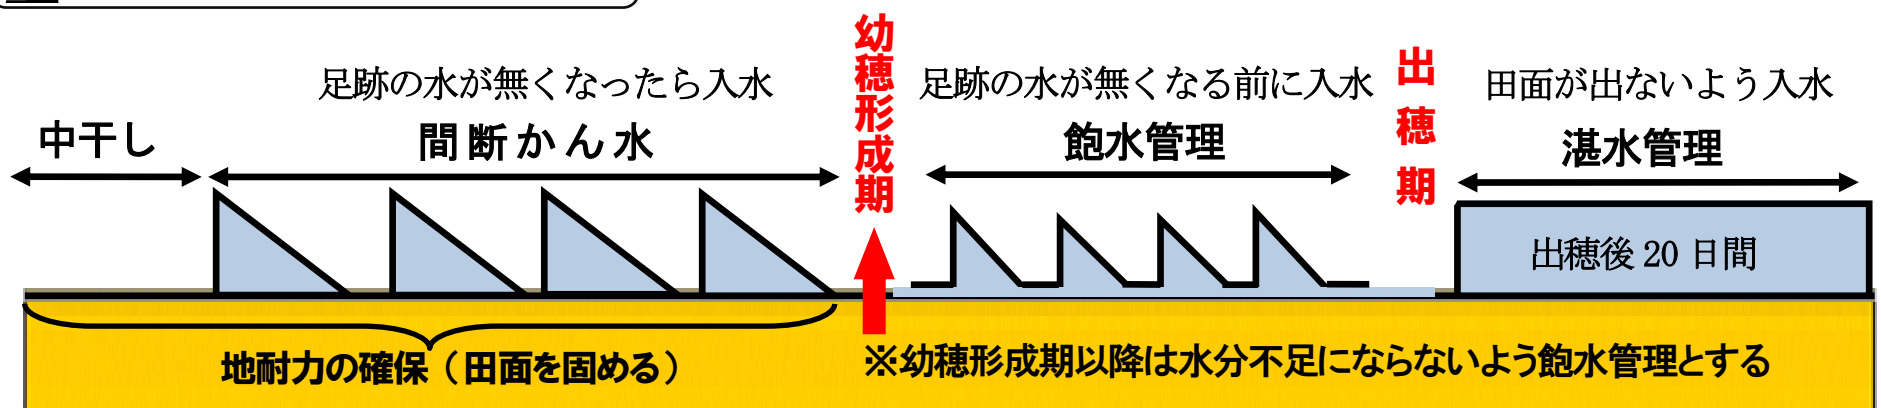 足跡の水が無くなったら入水
中干し
間断かん水
幼穂形成期
足跡の水が無くなる前に入水
飽水管理
出穂期
田面が出ないよう入水
湛水管理
出穂後20日間
地耐力の確保（田面を固める）
※幼穂形成期以降は水分不足にならないよう飽水管理とする